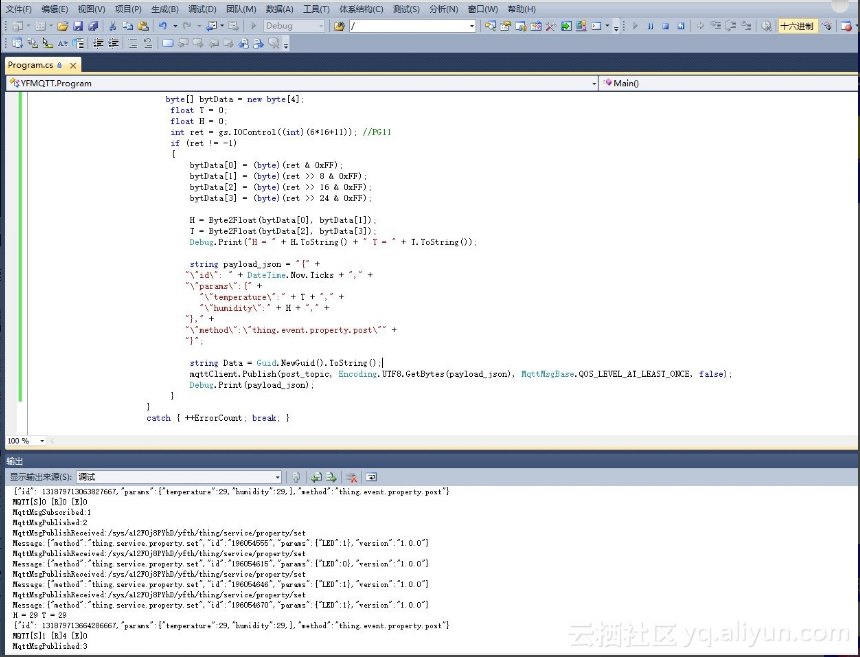 文件(F) 编辑(E) 视图(V) 项目(P) 生成(B) 调试(D) 团队(M) 数据(A) 工具(T) 体系结构(C) 测试(S) 分析(N) 窗口(W) 帮助(H)
Debug
/
十六进制
Program.cs
YFMQTT.Program
Main()
byte[] bytData = new byte[4];
float T = 0;
float H = 0;
int ret = gs.IOControl((int)(6*16+11)); //PG11
if (ret != -1)
{
bytData[0] = (byte)(ret & 0xFF);
bytData[1] = (byte)(ret >> 8 & 0xFF);
bytData[2] = (byte)(ret >> 16 & 0xFF);
bytData[3] = (byte)(ret >> 24 & 0xFF);
H = Byte2Float(bytData[0], bytData[1]);
T = Byte2Float(bytData[2], bytData[3]);
Debug.Print("H = " + H.ToString() + " T = " + T.ToString());
string payload_json = "{" +
"\"id\": " + DateTime.Now.Ticks + "," +
"\"params\":{" +
"\"temperature\":" + T + "," +
"\"humidity\":" + H + "," +
"}," +
"\"method\":\"thing.event.property.post\"" +
"}";
string Data = Guid.NewGuid().ToString();
mqttClient.Publish(post_topic, Encoding.UTF8.GetBytes(payload_json), MqttMsgBase.QOS_LEVEL_AT_LEAST_ONCE, false);
Debug.Print(payload_json);
}
}
catch { ++ErrorCount; break; }
100 %
输出
显示输出来源(S): 调试
{"id": 131879713063827667,"params":{"temperature":29,"humidity":29,},"method":"thing.event.property.post"}
MQTT[S]0 [R]0 [E]0
MqttMsgSubscribed:1
MqttMsgPublished:2
MqttMsgPublishReceived:/sys/a12FOj8PYhD/yfth/thing/service/property/set
Message:{"method":"thing.service.property.set","id":"196054555","params":{"LED":1},"version":"1.0.0"}
MqttMsgPublishReceived:/sys/a12FOj8PYhD/yfth/thing/service/property/set
Message:{"method":"thing.service.property.set","id":"196054615","params":{"LED":0},"version":"1.0.0"}
MqttMsgPublishReceived:/sys/a12FOj8PYhD/yfth/thing/service/property/set
Message:{"method":"thing.service.property.set","id":"196054646","params":{"LED":1},"version":"1.0.0"}
MqttMsgPublishReceived:/sys/a12FOj8PYhD/yfth/thing/service/property/set
Message:{"method":"thing.service.property.set","id":"196054670","params":{"LED":1},"version":"1.0.0"}
H = 29 T = 29
{"id": 131879713664286667,"params":{"temperature":29,"humidity":29,},"method":"thing.event.property.post"}
MQTT[S]1 [R]4 [E]0
MqttMsgPublished:3
云栖社区 yq.aliyun.com